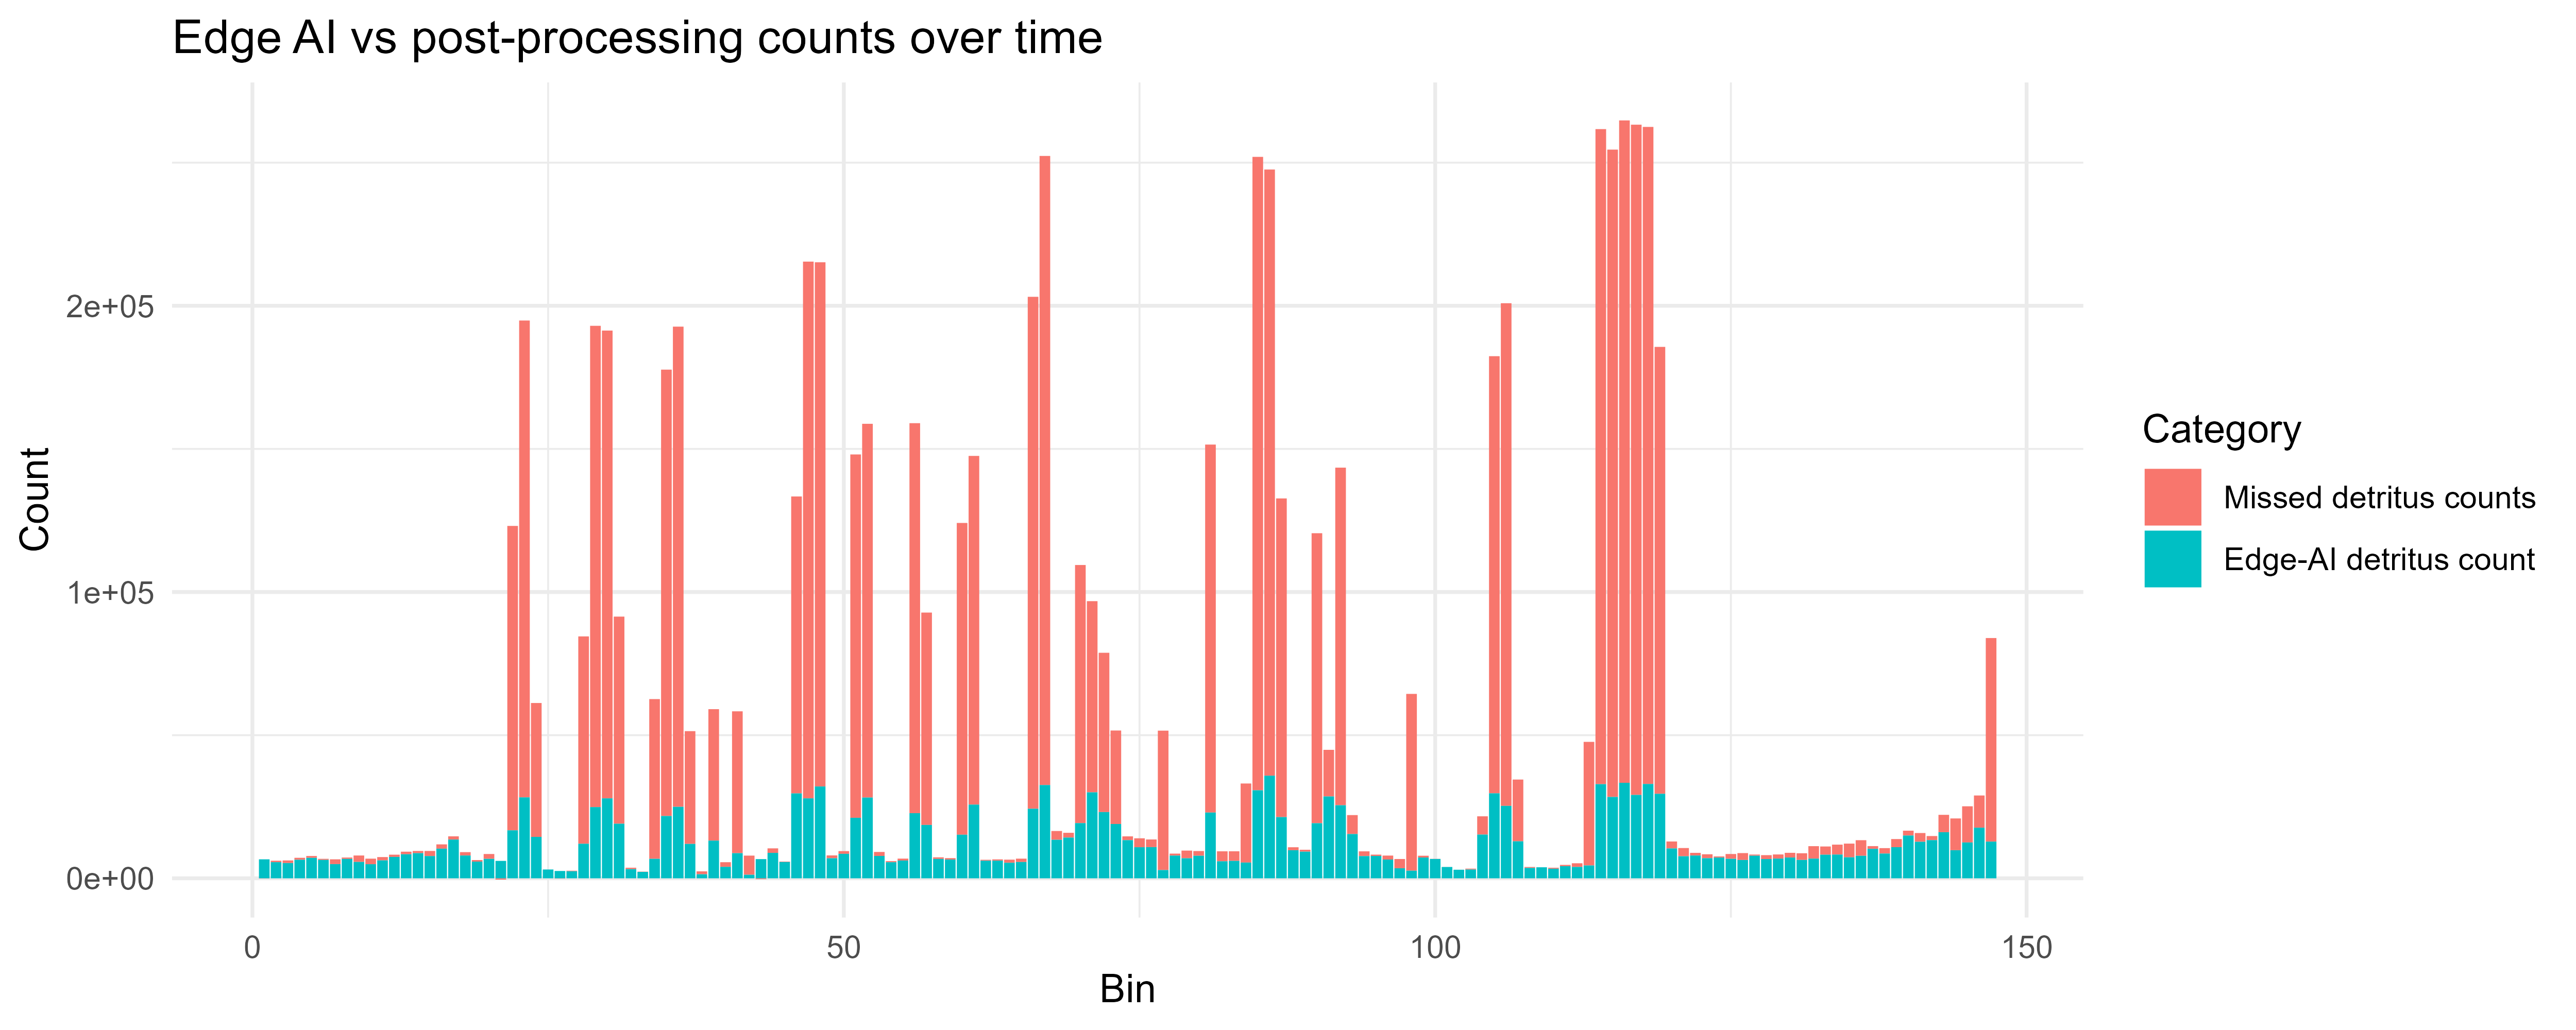 Edge AI vs post-processing counts over time
Count
2e+05
1e+05
0e+00
0
50
100
150
Bin
Category
Missed detritus counts
Edge-AI detritus count